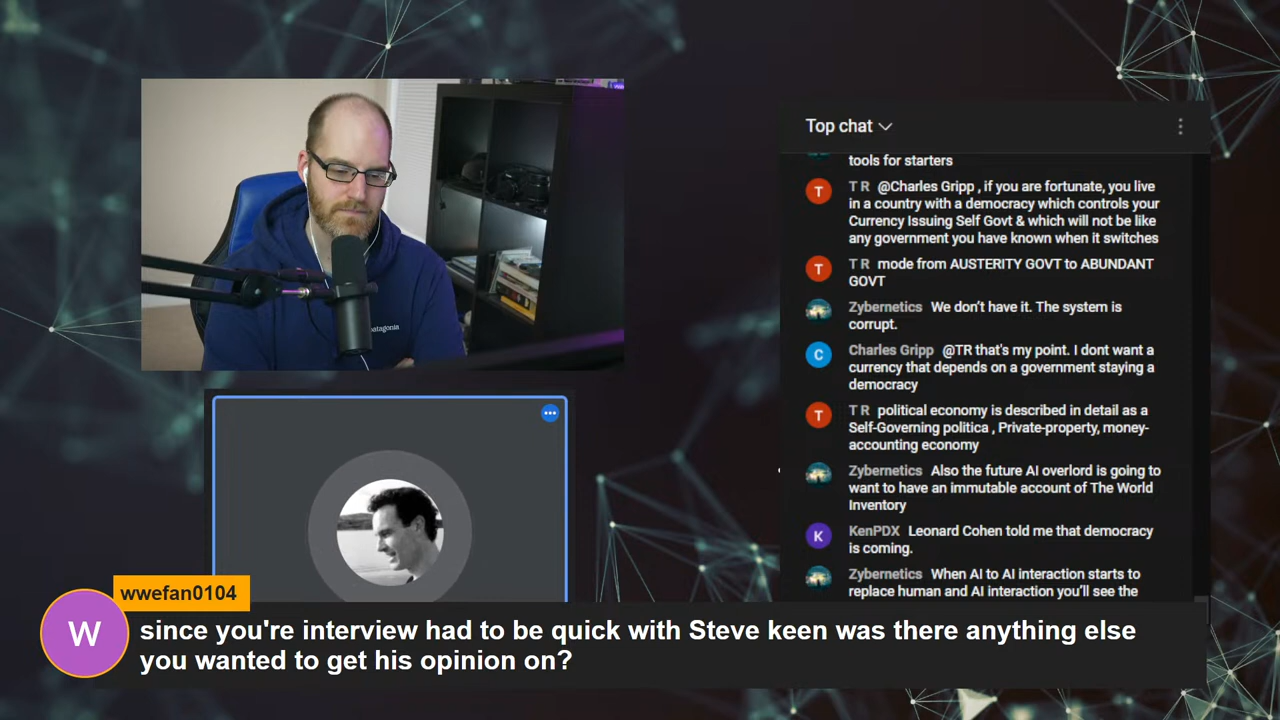 Top chat
tools for starters
T R @Charles Gripp , if you are fortunate, you live
in a country with a democracy which controls your
Currency Issuing Self Govt & which will not be like
any government you have known when it switches
T R mode from AUSTERITY GOVT to ABUNDANT
GOVT
Zybernetics We don't have it. The system is
corrupt.
Charles Gripp @TR that's my point. I dont want a
currency that depends on a government staying a
democracy
T R political economy is described in detail as a
Self-Governing politica , Private-property, money-
accounting economy
Zybernetics Also the future AI overlord is going to
want to have an immutable account of The World
Inventory
KenPDX Leonard Cohen told me that democracy
is coming.
Zybernetics When AI to AI interaction starts to
replace human and AI interaction you'll see the
T
T
C
T
K
patagonia
W
wwefan0104
since you're interview had to be quick with Steve keen was there anything else
you wanted to get his opinion on?